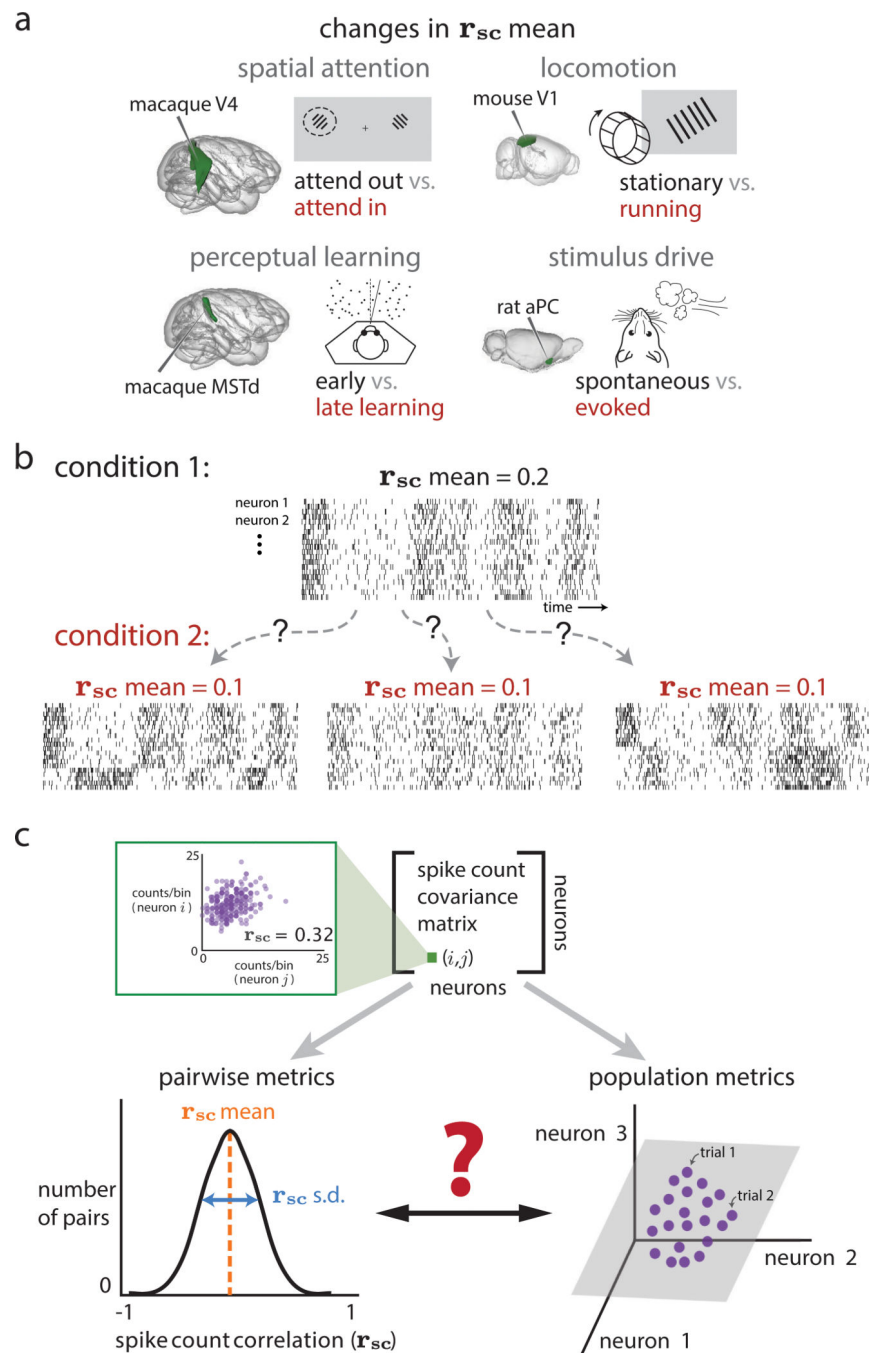 a
changes in r_sc mean
spatial attention
macaque V4
attend out vs.
attend in
locomotion
mouse V1
stationary vs.
running
perceptual learning
macaque MSTd
early vs.
late learning
stimulus drive
rat aPC
spontaneous vs.
evoked
b
condition 1:
r_sc mean = 0.2
neuron 1
neuron 2
time
? ? ?
condition 2:
r_sc mean = 0.1
r_sc mean = 0.1
r_sc mean = 0.1
c
25
counts/bin
(neuron i)
r_sc = 0.32
0
0 25
counts/bin
(neuron j)
spike count
covariance
matrix
(i,j)
neurons
neurons
pairwise metrics
r_sc mean
r_sc s.d.
number
of pairs
0
-1 1
spike count correlation (r_sc)
?
population metrics
neuron 3
trial 1
trial 2
neuron 2
neuron 1